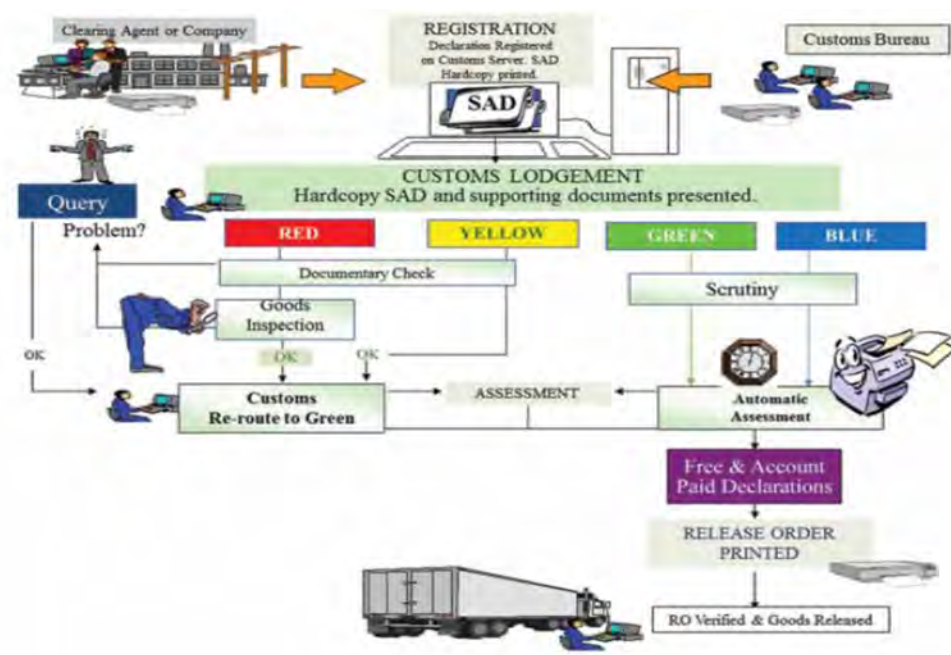 Clearing Agent or Company
REGISTRATION
Declaration Registered
on Customs Server. SAD
Hardcopy printed.
Customs Bureau
SAD
CUSTOMS LODGEMENT
Hardcopy SAD and supporting documents presented.
Query
Problem?
RED
YELLOW
GREEN
BLUE
Documentary Check
Scrutiny
Goods
Inspection
OK
OK
OK
Customs
Re-route to Green
ASSESSMENT
Automatic
Assessment
Free & Account
Paid Declarations
RELEASE ORDER
PRINTED
RO Verified & Goods Released